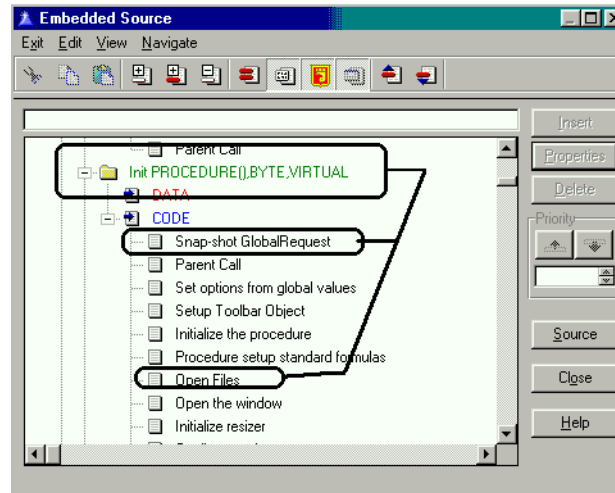 Embedded Source
Exit Edit View Navigate
Parent Call
Init PROCEDURE(),BYTE,VIRTUAL
DATA
CODE
Snap-shot GlobalRequest
Parent Call
Set options from global values
Setup Toolbar Object
Initialize the procedure
Procedure setup standard formulas
Open Files
Open the window
Initialize resizer
Insert
Properties
Delete
Priority
Source
Close
Help